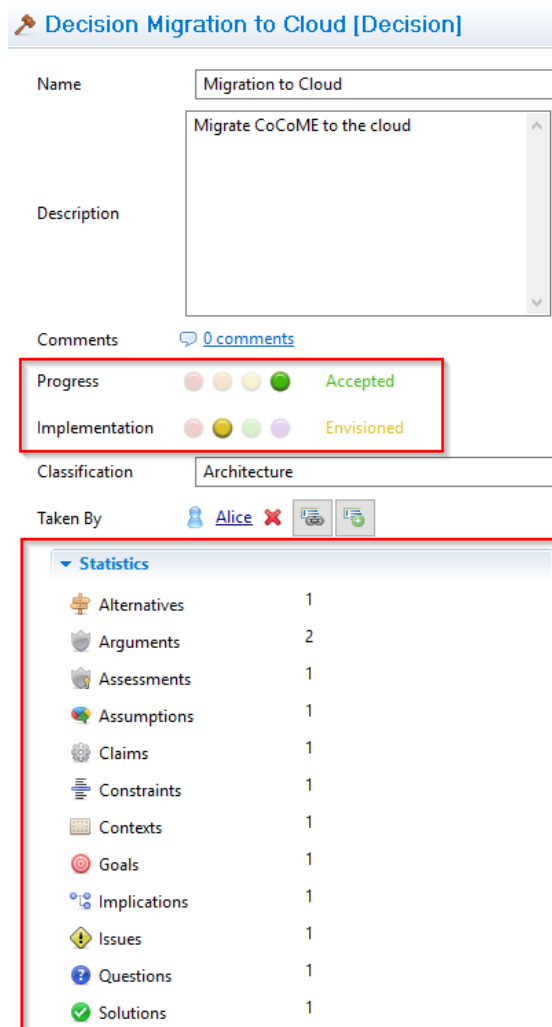 Decision Migration to Cloud [Decision]
Name Migration to Cloud
Migrate CoCoME to the cloud
Description
Comments 0 comments
Progress Accepted
Implementation Envisioned
Classification Architecture
Taken By Alice
Statistics
Alternatives 1
Arguments 2
Assessments 1
Assumptions 1
Claims 1
Constraints 1
Contexts 1
Goals 1
Implications 1
Issues 1
Questions 1
Solutions 1